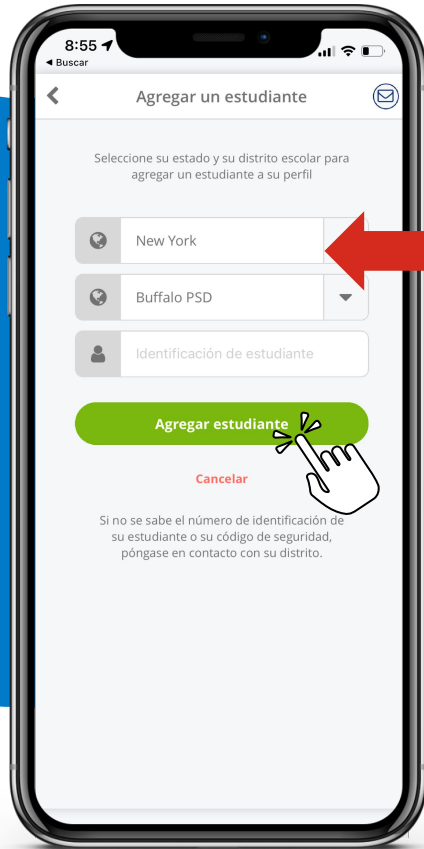 8:55
◀ Buscar
Agregar un estudiante
Seleccione su estado y su distrito escolar para
agregar un estudiante a su perfil
New York
Buffalo PSD
Identificación de estudiante
Agregar estudiante
Cancelar
Si no se sabe el número de identificación de
su estudiante o su código de seguridad,
póngase en contacto con su distrito.